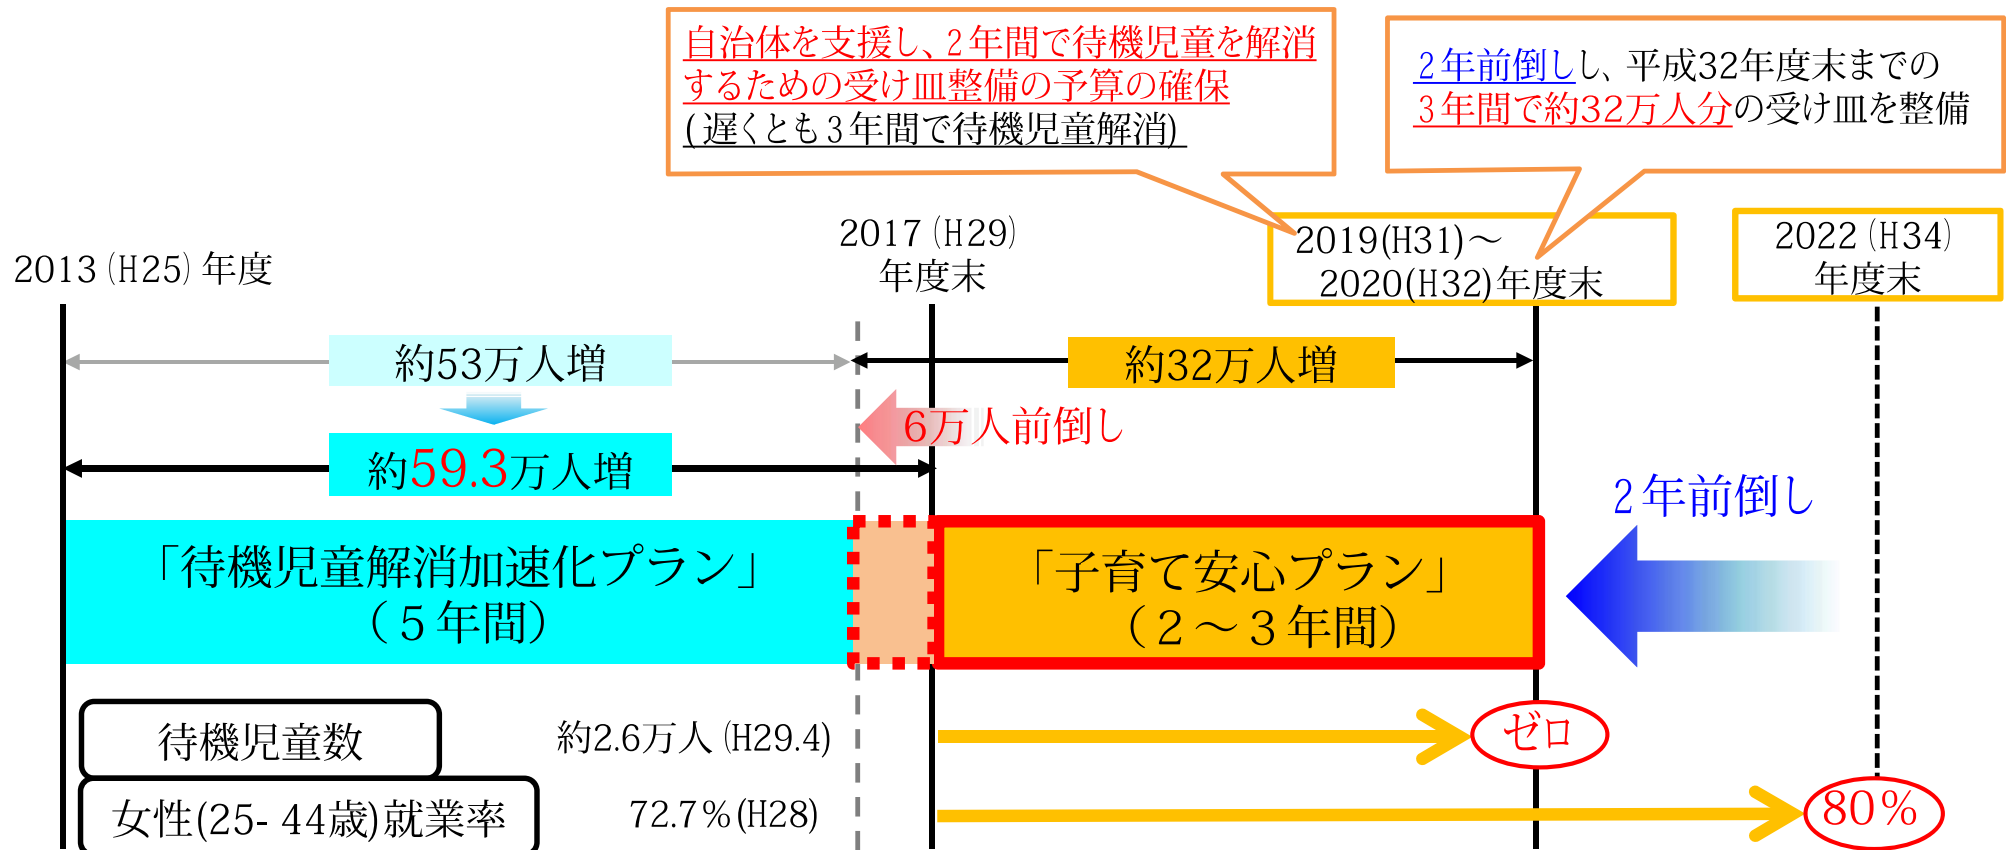 自治体を支援し、2年間で待機児童を解消
するための受け皿整備の予算の確保
(遅くとも3年間で待機児童解消)
2年前倒しし、平成32年度末までの
3年間で約32万人分の受け皿を整備
2013(H25)年度
2017(H29)
年度末
2019(H31)～
2020(H32)年度末
2022(H34)
年度末
約53万人増
約32万人増
6万人前倒し
約59.3万人増
2年前倒し
「待機児童解消加速化プラン」
（5年間）
「子育て安心プラン」
（2～3年間）
待機児童数
約2.6万人(H29.4)
ゼロ
女性(25- 44歳)就業率
72.7%(H28)
80%